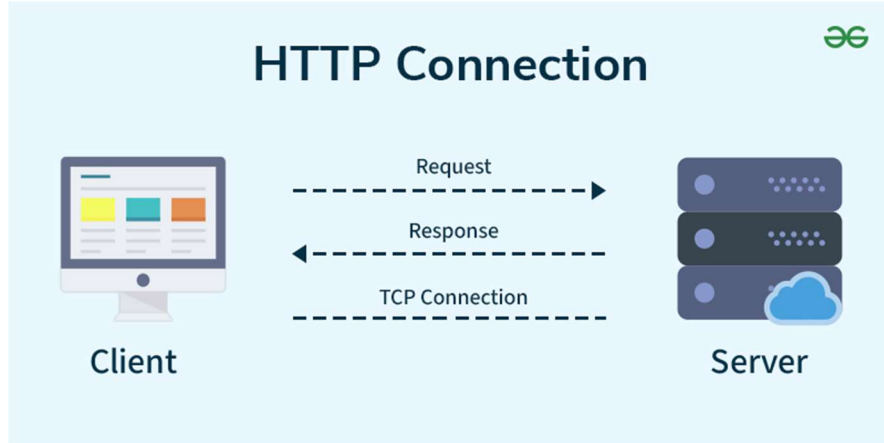 HTTP Connection
Request
Response
TCP Connection
Client
Server